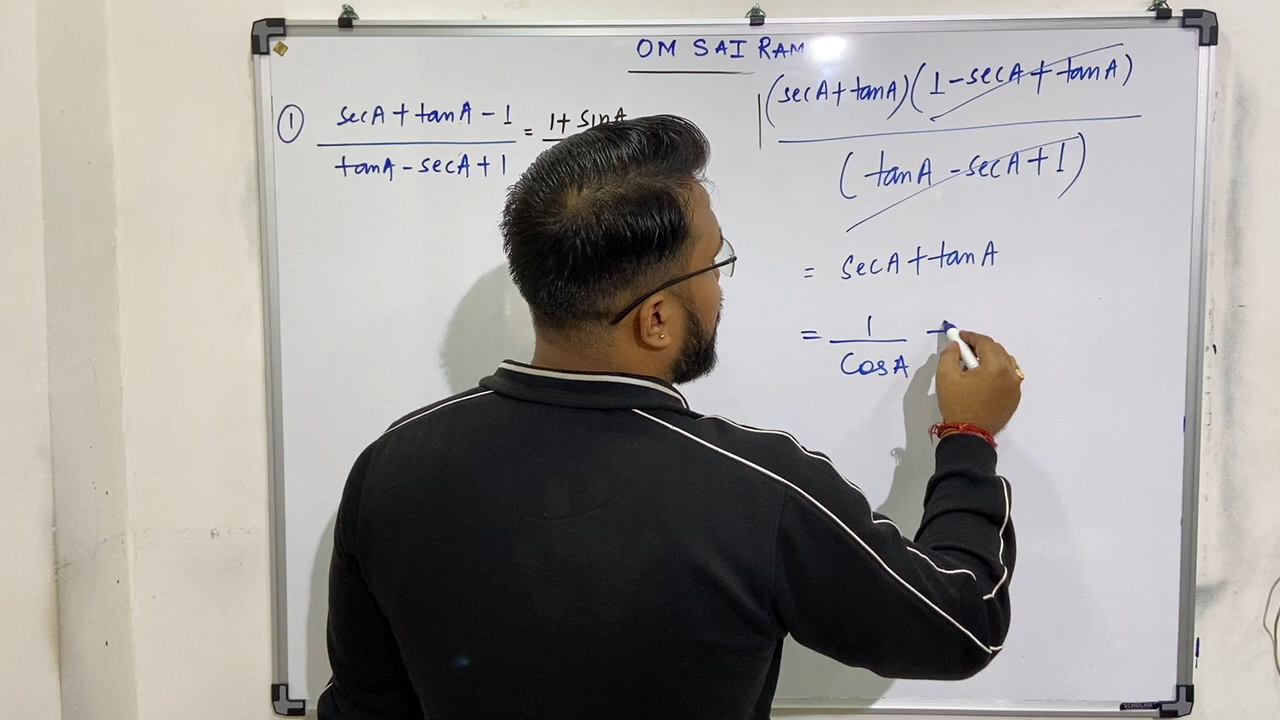 OM SAI RAM
① secA + tanA - 1 = 1 + sinA
tanA - secA + 1
(secA + tanA)(1 - secA + tanA)
(tanA - secA + 1)
= secA + tanA
= 1 +
CosA
SCHOLAR